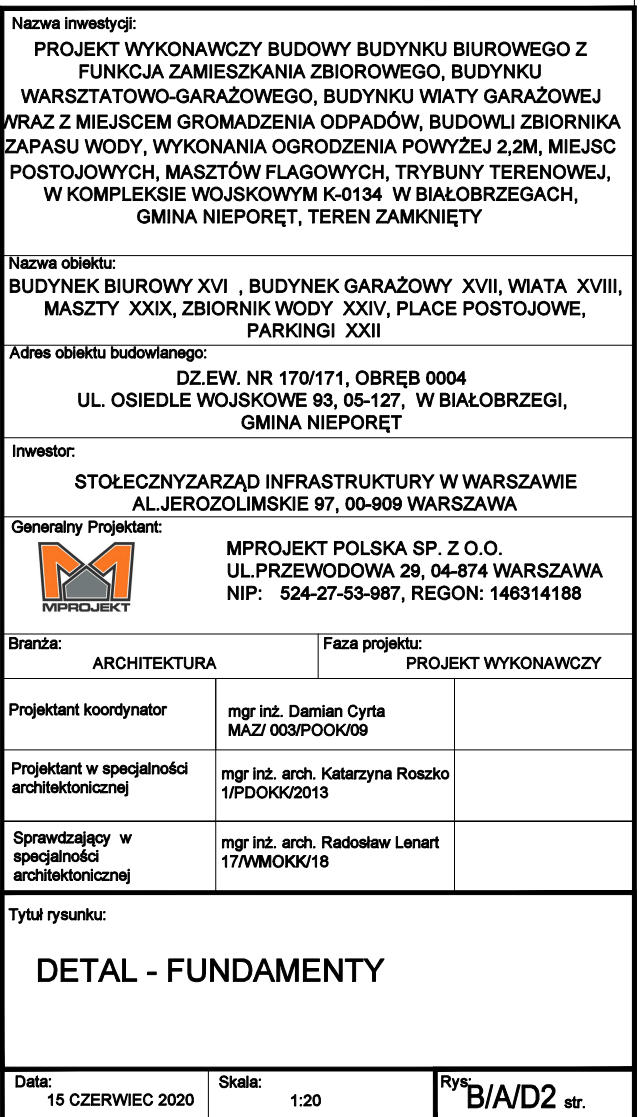 Nazwa inwestycji:
PROJEKT WYKONAWCZY BUDOWY BUDYNKU BIUROWEGO Z
FUNKCJA ZAMIESZKANIA ZBIOROWEGO, BUDYNKU
WARSZTATOWO-GARAŻOWEGO, BUDYNKU WIATY GARAŻOWEJ
WRAZ Z MIEJSCEM GROMADZENIA ODPADÓW, BUDOWLI ZBIORNIKA
ZAPASU WODY, WYKONANIA OGRODZENIA POWYŻEJ 2,2M, MIEJSC
POSTOJOWYCH, MASZTÓW FLAGOWYCH, TRYBUNY TERENOWEJ,
W KOMPLEKSIE WOJSKOWYM K-0134 W BIAŁOBRZEGACH,
GMINA NIEPORĘT, TEREN ZAMKNIĘTY
Nazwa obiektu:
BUDYNEK BIUROWY XVI , BUDYNEK GARAŻOWY XVII, WIATA XVIII,
MASZTY XXIX, ZBIORNIK WODY XXIV, PLACE POSTOJOWE,
PARKINGI XXII
Adres obiektu budowlanego:
DZ.EW. NR 170/171, OBRĘB 0004
UL. OSIEDLE WOJSKOWE 93, 05-127, W BIAŁOBRZEGI,
GMINA NIEPORĘT
Inwestor:
STOŁECZNYZARZĄD INFRASTRUKTURY W WARSZAWIE
AL.JEROZOLIMSKIE 97, 00-909 WARSZAWA
Generalny Projektant:
MPROJEKT
MPROJEKT POLSKA SP. Z O.O.
UL.PRZEWODOWA 29, 04-874 WARSZAWA
NIP: 524-27-53-987, REGON: 146314188
Branża:
ARCHITEKTURA
Faza projektu:
PROJEKT WYKONAWCZY
Projektant koordynator
mgr inż. Damian Cyrta
MAZ/ 003/POOK/09
Projektant w specjalności
architektonicznej
mgr inż. arch. Katarzyna Roszko
1/PDOKK/2013
Sprawdzający w
specjalności
architektonicznej
mgr inż. arch. Radosław Lenart
17/WMOKK/18
Tytuł rysunku:
DETAL - FUNDAMENTY
Data:
15 CZERWIEC 2020
Skala:
1:20
Rys:
B/A/D2 str.